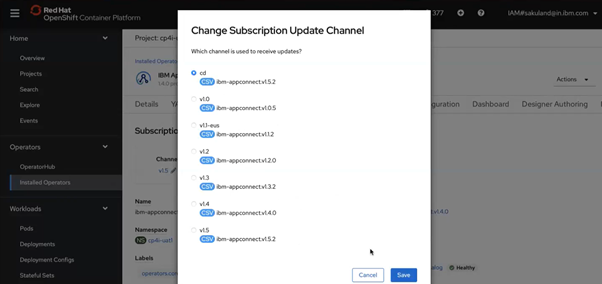 Red Hat
OpenShift Container Platform
377
IAM#sakuland@in.ibm.com
Home
Overview
Projects
Search
Explore
Events
Operators
OperatorHub
Installed Operators
Workloads
Pods
Deployments
Deployment Configs
Stateful Sets
Project: cp4i-u
Installed Operators
IBM Ap
1.4.0 pr
Actions
Details
YA
guration
Dashboard
Designer Authoring
Subscription
Channel
v1.5
Name
ibm-appconnect
Namespace
NS cp4i-uat1
Labels
operators.co
v1.4.0
Healthy
Change Subscription Update Channel
Which channel is used to receive updates?
cd
CSV ibm-appconnect.v1.5.2
v1.0
CSV ibm-appconnect.v1.0.5
v1.1-eus
CSV ibm-appconnect.v1.1.2
v1.2
CSV ibm-appconnect.v1.2.0
v1.3
CSV ibm-appconnect.v1.3.2
v1.4
CSV ibm-appconnect.v1.4.0
v1.5
CSV ibm-appconnect.v1.5.2
Cancel
Save